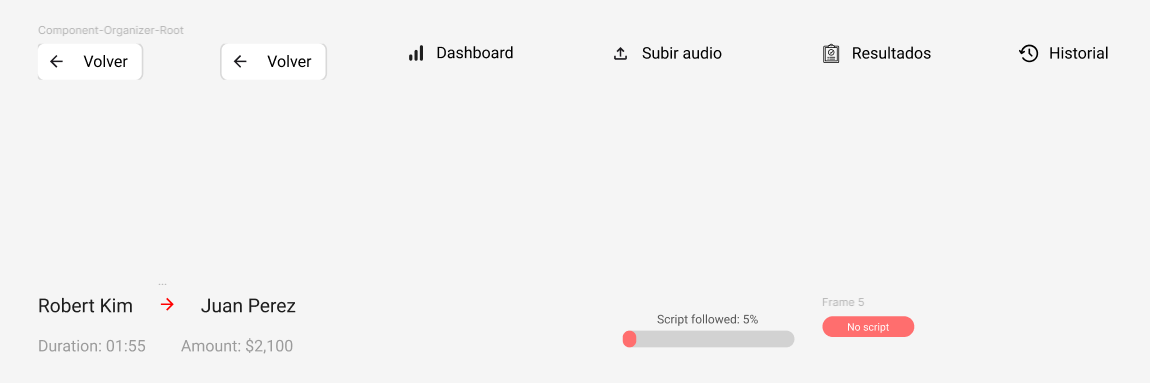 Component-Organizer-Root
Volver
Volver
Dashboard
Subir audio
Resultados
Historial
...
Robert Kim
Juan Perez
Duration: 01:55
Amount: $2,100
Script followed: 5%
Frame 5
No script